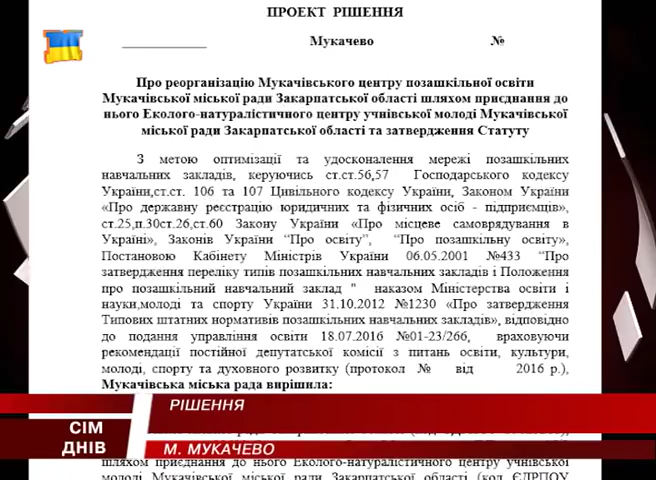 ПРОЕКТ РІШЕННЯ
Мукачево №
Про реорганізацію Мукачівського центру позашкільної освіти
Мукачівської міської ради Закарпатської області шляхом приєднання до
нього Еколого-натуралістичного центру учнівської молоді Мукачівської
міської ради Закарпатської області та затвердження Статуту
З метою оптимізації та удосконалення мережі позашкільних
навчальних закладів, керуючись ст.ст.56,57 Господарського кодексу
України,ст.ст. 106 та 107 Цивільного кодексу України, Законом України
«Про державну реєстрацію юридичних та фізичних осіб - підприємців»,
ст.25,п.30ст.26,ст.60 Закону України «Про місцеве самоврядування в
Україні», Законів України “Про освіту”, “Про позашкільну освіту»,
Постановою Кабінету Міністрів України 06.05.2001 №433 “Про
затвердження переліку типів позашкільних навчальних закладів і Положення
про позашкільний навчальний заклад " наказом Міністерства освіти і
науки,молоді та спорту України 31.10.2012 №1230 «Про затвердження
Типових штатних нормативів позашкільних навчальних закладів», відповідно
до подання управління освіти 18.07.2016 №01-23/266, враховуючи
рекомендації постійної депутатської комісії з питань освіти, культури,
молоді, спорту та духовного розвитку (протокол № від 2016 р.),
Мукачівська міська рада вирішила:
РІШЕННЯ
СІМ
ДНІВ
М. МУКАЧЕВО
шляхом приєднання до нього Еколого-натуралістичного центру учнівської
молоді Мукачівської міської ради Закарпатської області (код ЄДРПОУ